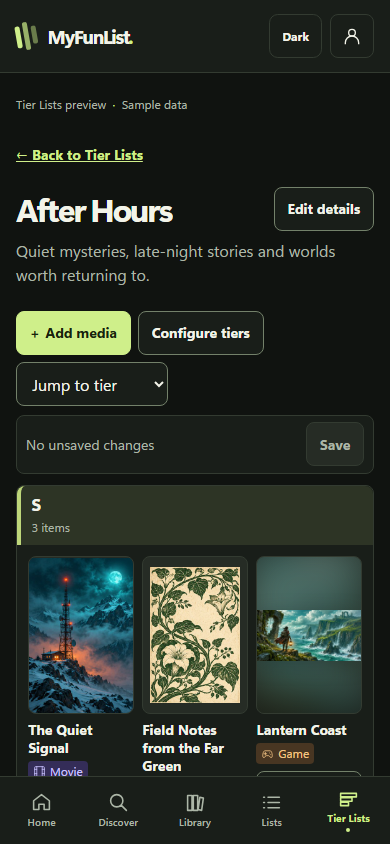 MyFunList.
Dark
Tier Lists preview · Sample data
← Back to Tier Lists
After Hours
Edit details
Quiet mysteries, late-night stories and worlds
worth returning to.
+ Add media
Configure tiers
Jump to tier
No unsaved changes
Save
S
3 items
The Quiet
Signal
Movie
Field Notes
from the Far
Green
Lantern Coast
Game
Home
Discover
Library
Lists
Tier Lists